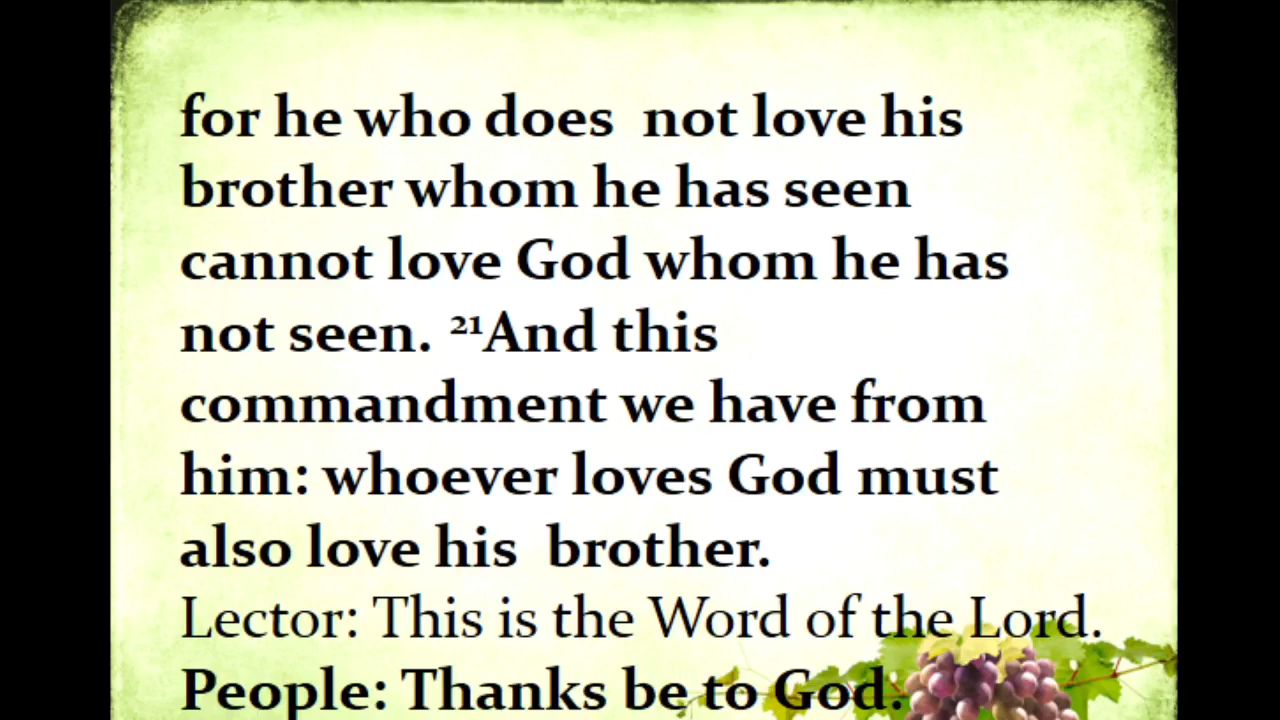 for he who does  not love his
brother whom he has seen
cannot love God whom he has
not seen. ²¹And this
commandment we have from
him: whoever loves God must
also love his  brother.
Lector: This is the Word of the Lord.
People: Thanks be to God.